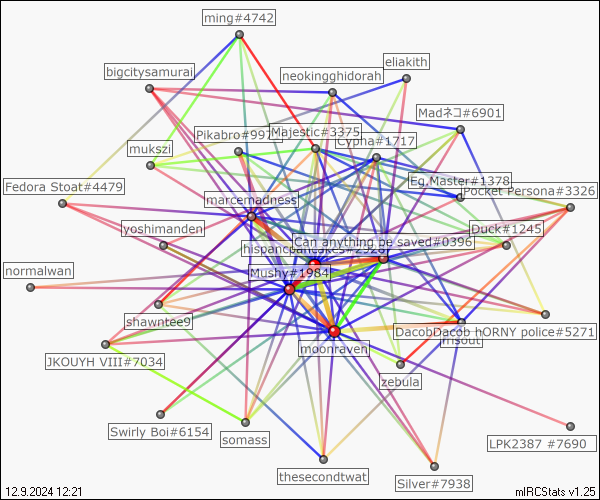 ming#4742
eliakith
bigcitysamurai
neokingghidorah
Madネコ#6901
Pikabro#997
Majestic#3375
Cypha#1717
mukszi
Eg.Master#1378
Fedora Stoat#4479
Pocket Persona#3326
marcemadness
yoshimanden
Duck#1245
Can anything be saved#0396
normalwan
Mushy#1984
shawntee9
DacobDacob hORNY police#5271
JKOUYH VIII#7034
moonraven
zebula
Swirly Boi#6154
somass
LPK2387 #7690
thesecondtwat
Silver#7938
12.9.2024 12:21
mIRCStats v1.25